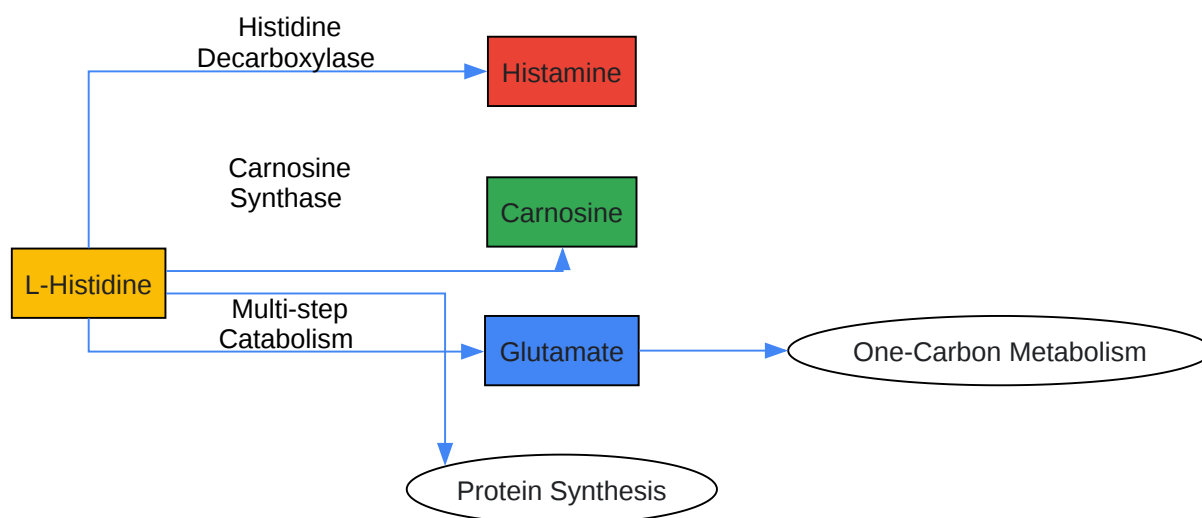 Histidine
Decarboxylase
Histamine
Carnosine
Synthase
Carnosine
L-Histidine
Multi-step
Catabolism
Glutamate
One-Carbon Metabolism
Protein Synthesis